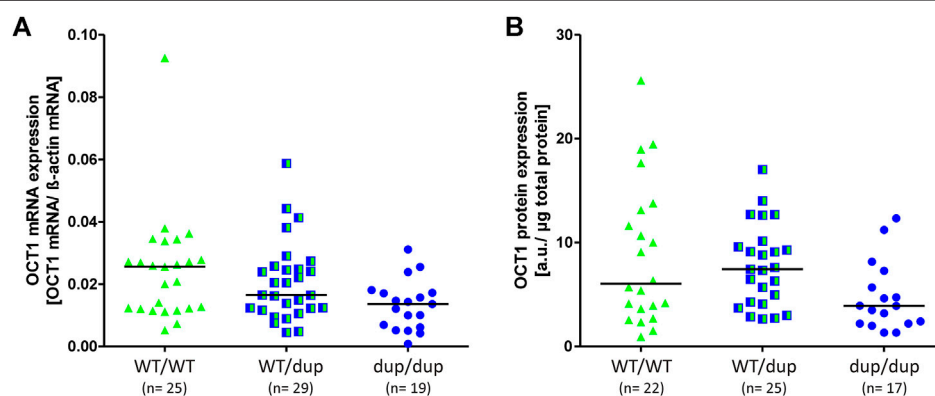 A
B
OCT1 mRNA expression
[OCT1 mRNA/ ß-actin mRNA]
0.10
0.08
0.06
0.04
0.02
0.00
WT/WT
(n= 25)
WT/dup
(n= 29)
dup/dup
(n= 19)
OCT1 protein expression
[a.u./ µg total protein]
30
20
10
0
WT/WT
(n= 22)
WT/dup
(n= 25)
dup/dup
(n= 17)